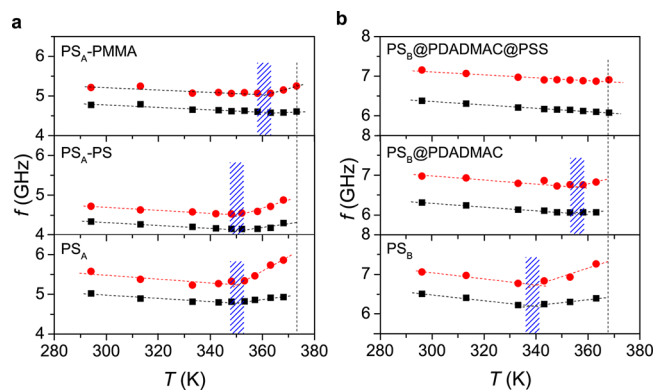 a
b
PS_A-PMMA
6
5
4
PS_A-PS
6
5
4
PS_A
6
5
4
f (GHz)
280 300 320 340 360 380
T (K)
PS_B@PDADMAC@PSS
8
7
6
PS_B@PDADMAC
8
7
6
PS_B
8
7
6
f (GHz)
280 300 320 340 360 380
T (K)